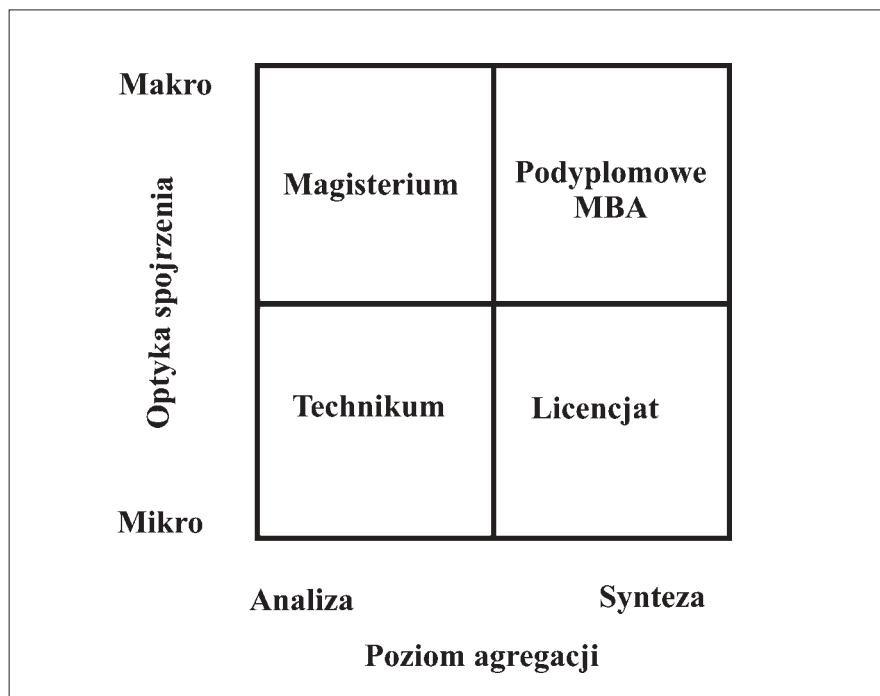 Makro
Magisterium
Podyplomowe
MBA
Optyka spojrzenia
Technikum
Licencjat
Mikro
Analiza
Synteza
Poziom agregacji